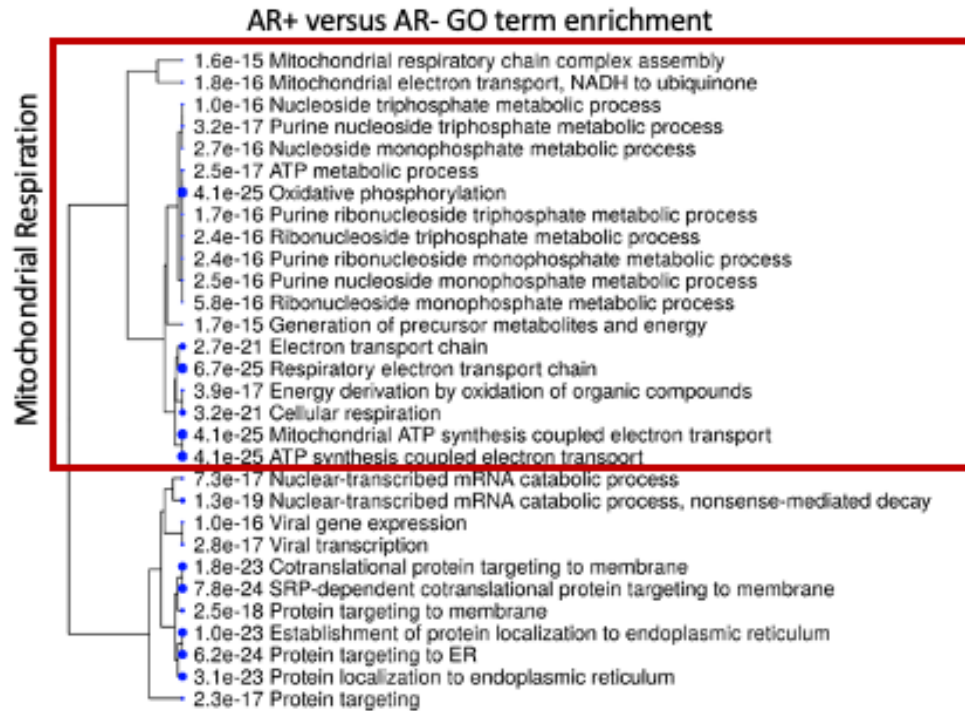 AR+ versus AR- GO term enrichment
Mitochondrial Respiration
1.6e-15 Mitochondrial respiratory chain complex assembly
1.8e-16 Mitochondrial electron transport, NADH to ubiquinone
1.0e-16 Nucleoside triphosphate metabolic process
3.2e-17 Purine nucleoside triphosphate metabolic process
2.7e-16 Nucleoside monophosphate metabolic process
2.5e-17 ATP metabolic process
4.1e-25 Oxidative phosphorylation
1.7e-16 Purine ribonucleoside triphosphate metabolic process
2.4e-16 Ribonucleoside triphosphate metabolic process
2.4e-16 Purine ribonucleoside monophosphate metabolic process
2.5e-16 Purine nucleoside monophosphate metabolic process
5.8e-16 Ribonucleoside monophosphate metabolic process
1.7e-15 Generation of precursor metabolites and energy
2.7e-21 Electron transport chain
6.7e-25 Respiratory electron transport chain
3.9e-17 Energy derivation by oxidation of organic compounds
3.2e-21 Cellular respiration
4.1e-25 Mitochondrial ATP synthesis coupled electron transport
4.1e-25 ATP synthesis coupled electron transport
7.3e-17 Nuclear-transcribed mRNA catabolic process
1.3e-19 Nuclear-transcribed mRNA catabolic process, nonsense-mediated decay
1.0e-16 Viral gene expression
2.8e-17 Viral transcription
1.8e-23 Cotranslational protein targeting to membrane
7.8e-24 SRP-dependent cotranslational protein targeting to membrane
2.5e-18 Protein targeting to membrane
1.0e-23 Establishment of protein localization to endoplasmic reticulum
6.2e-24 Protein targeting to ER
3.1e-23 Protein localization to endoplasmic reticulum
2.3e-17 Protein targeting